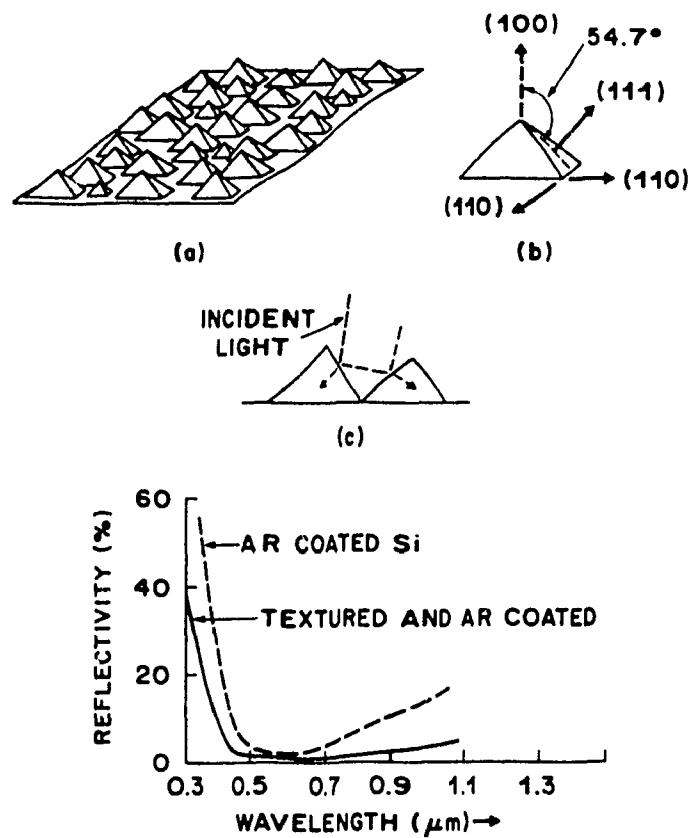 (100)
54.7°
(111)
(110)
(110)
(a)
(b)
INCIDENT
LIGHT
(c)
60
AR COATED Si
40
TEXTURED AND AR COATED
20
0
REFLECTIVITY (%)
0.3 0.5 0.7 0.9 1.1 1.3
WAVELENGTH (μm)→